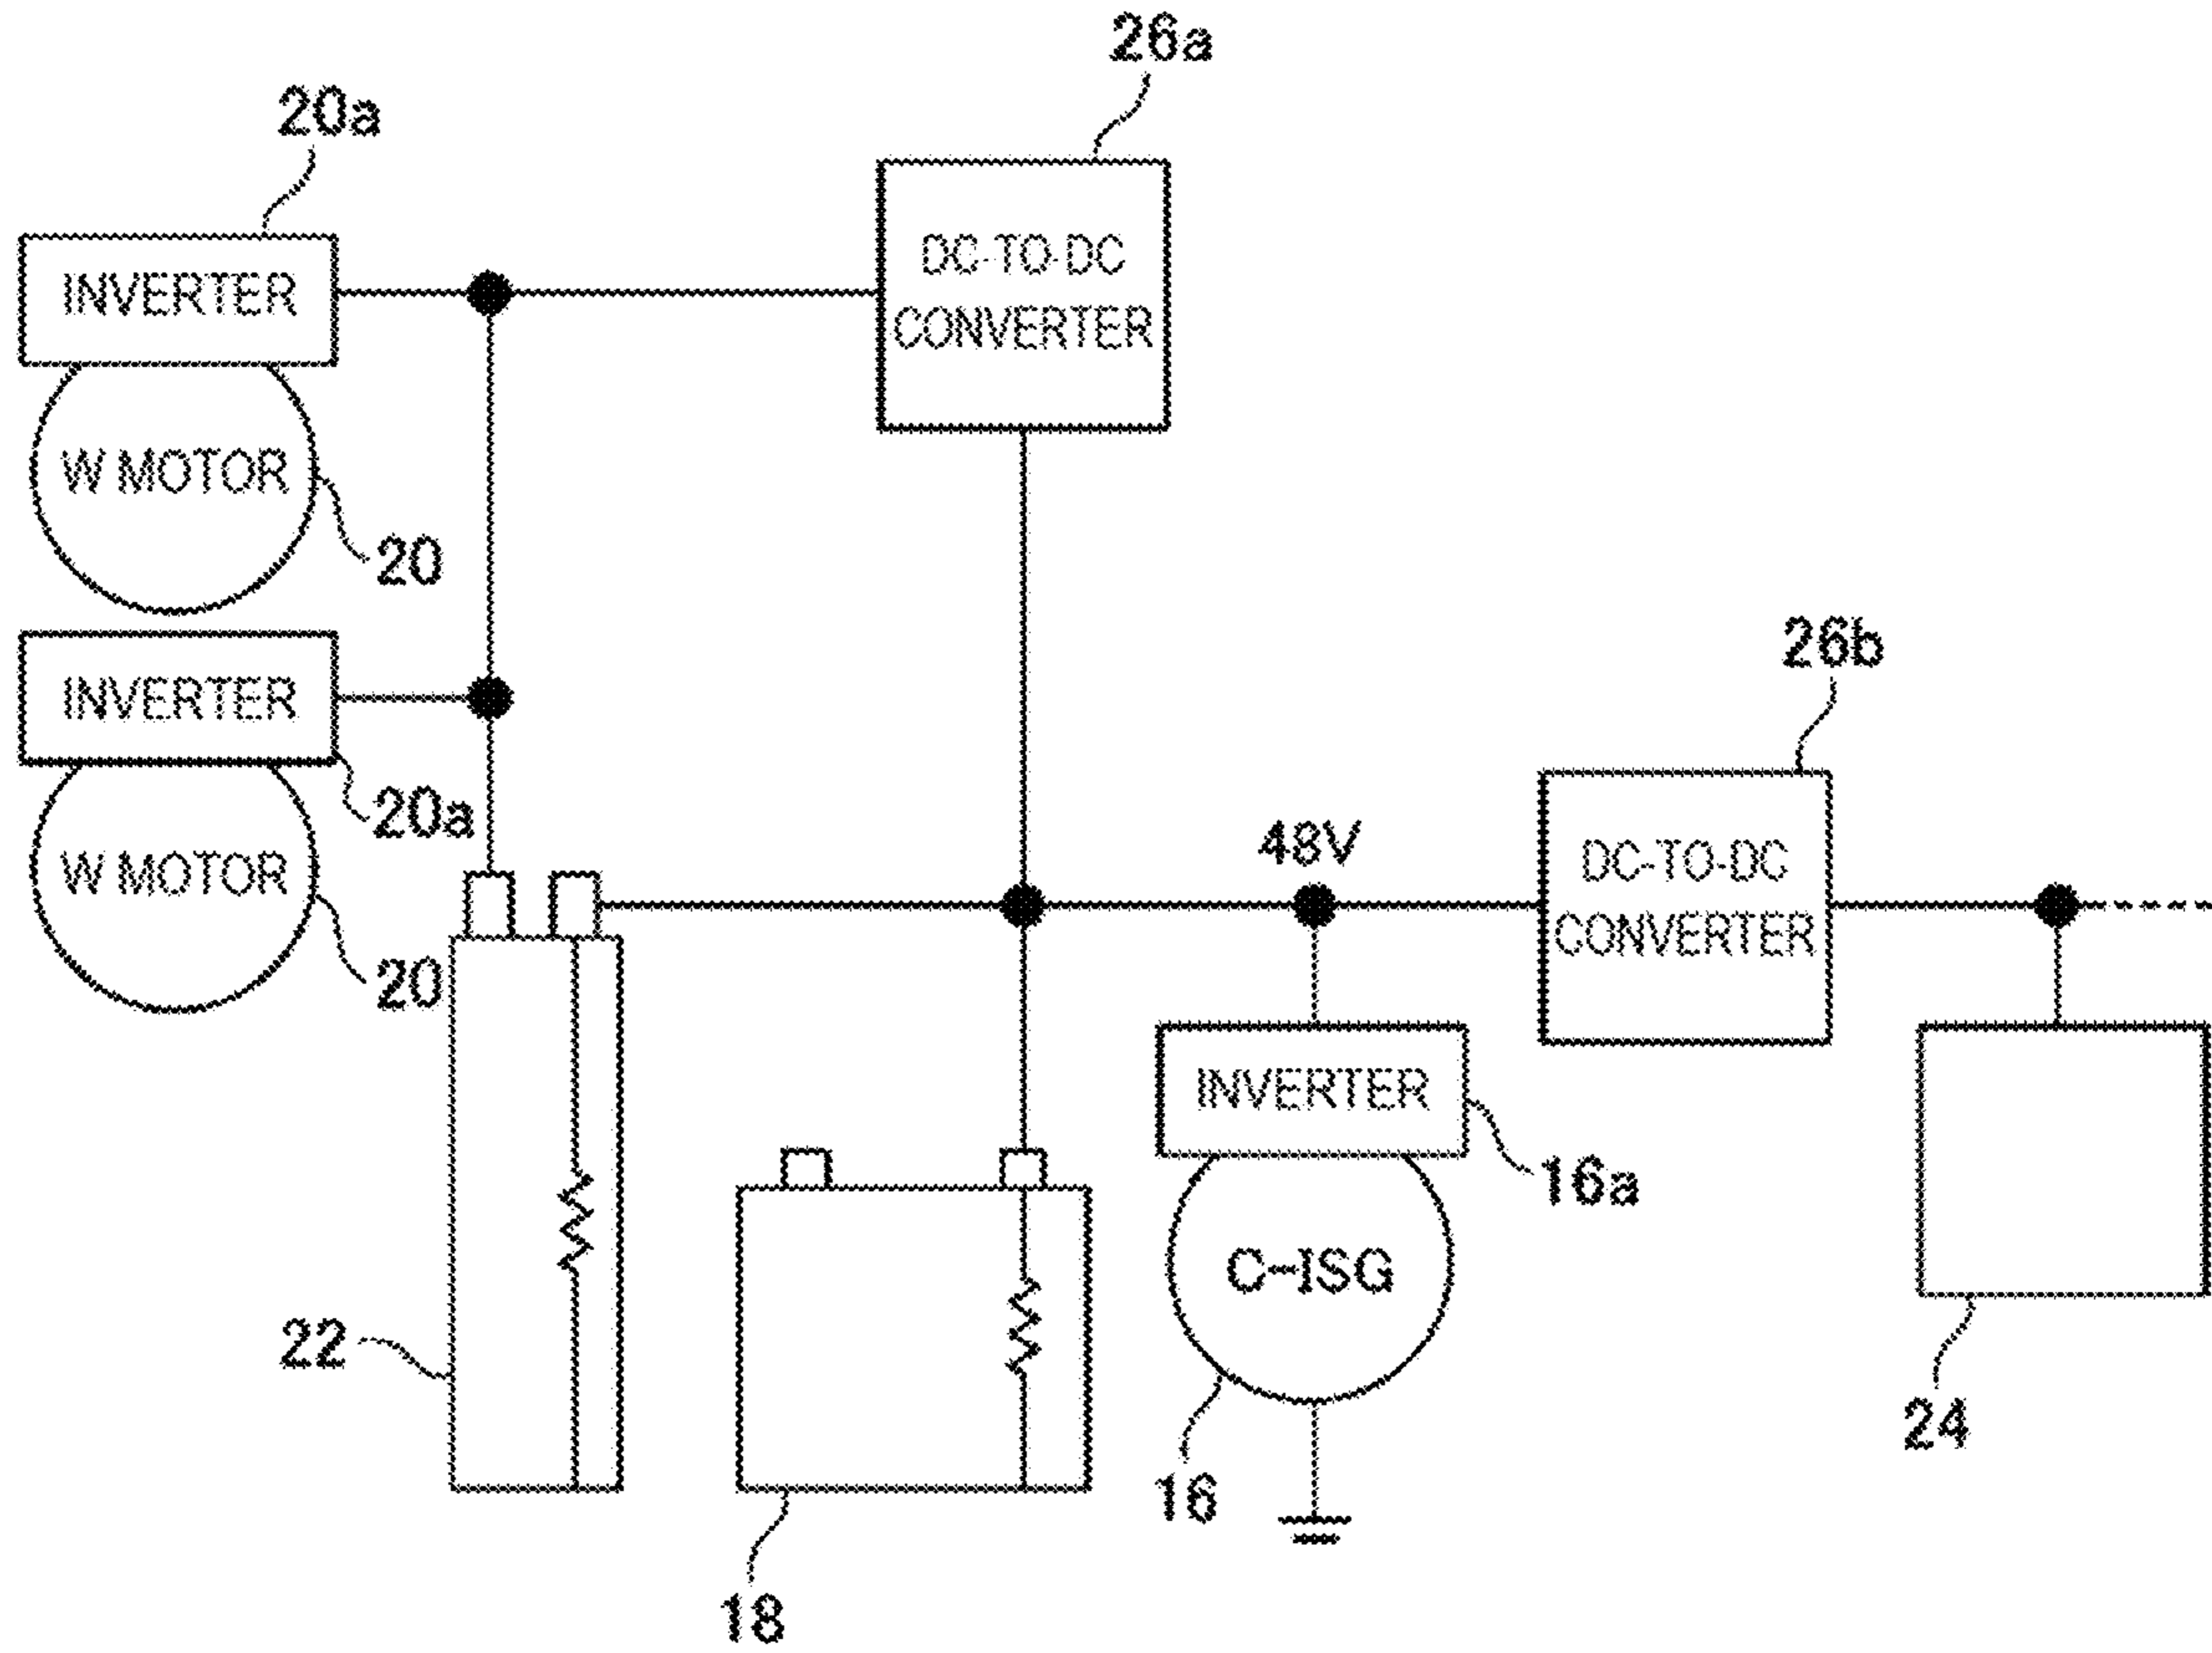 26a
20a
DC-TO-DC
CONVERTER
INVERTER
W MOTOR
20
26b
INVERTER
20a
48V
DC-TO-DC
CONVERTER
W MOTOR
20
INVERTER
16a
C-ISG
22
24
16
18